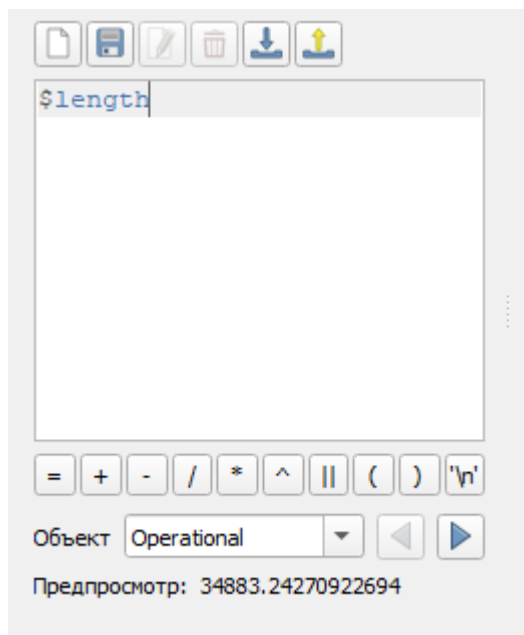 $length
= + - / * ^ || ( ) '\n'
Объект Operational
Предпросмотр: 34883.24270922694